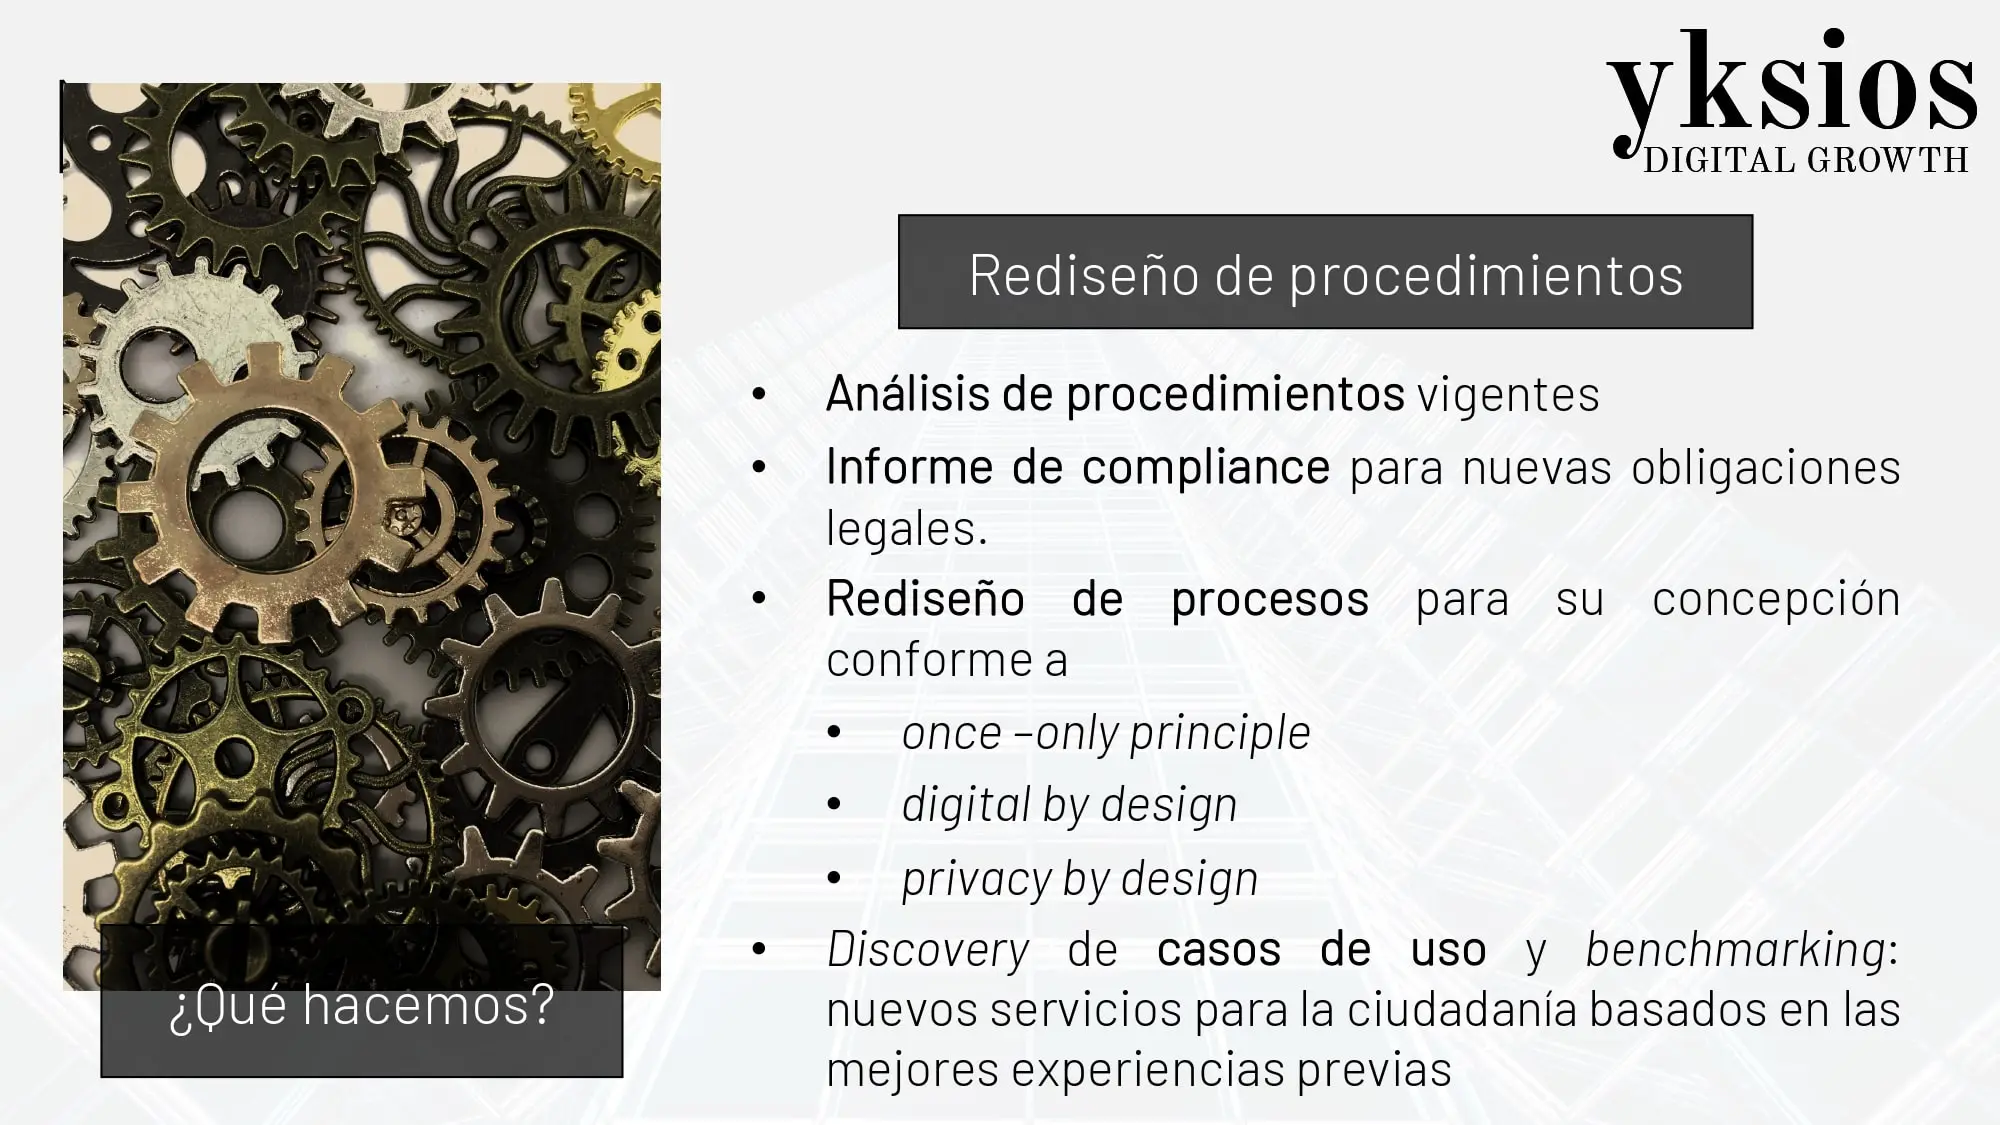 yksios
DIGITAL GROWTH
Rediseño de procedimientos
• Análisis de procedimientos vigentes
• Informe de compliance para nuevas obligaciones
legales.
• Rediseño de procesos para su concepción
conforme a
• once –only principle
• digital by design
• privacy by design
• Discovery de casos de uso y benchmarking:
nuevos servicios para la ciudadanía basados en las
mejores experiencias previas
¿Qué hacemos?